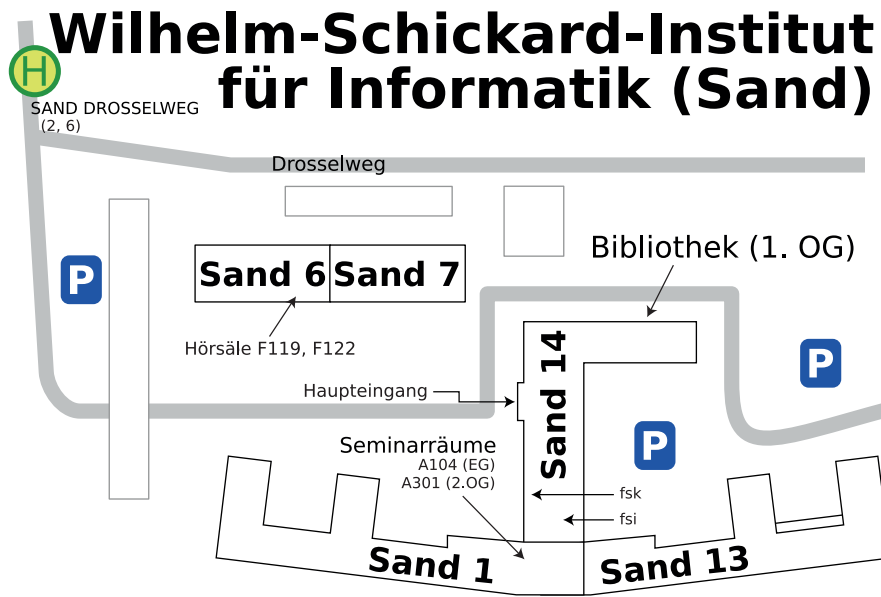 Wilhelm-Schickard-Institut
für Informatik (Sand)
H
SAND DROSSELWEG
(2, 6)
Drosselweg
Bibliothek (1. OG)
P
Sand 6
Sand 7
Hörsäle F119, F122
Sand 14
P
Haupteingang
Seminarräume
A104 (EG)
A301 (2.OG)
P
fsk
fsi
Sand 1
Sand 13